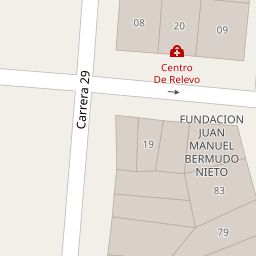 08
20
09
Centro
De Relevo
Carrera 29
FUNDACION
JUAN
MANUEL
BERMUDO
NIETO
19
83
79